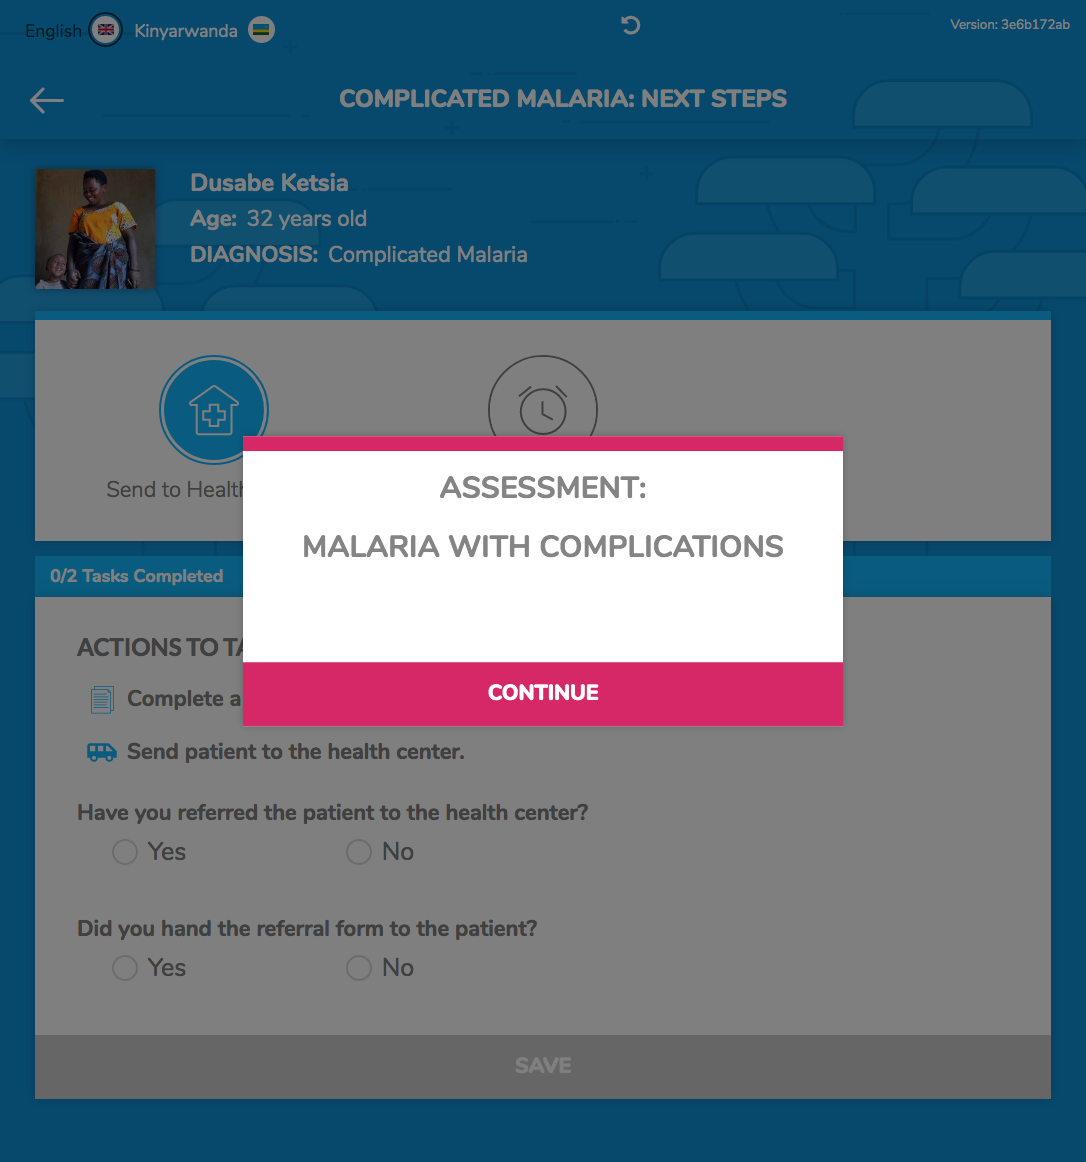 English Kinyarwanda Version: 3e6b172ab
COMPLICATED MALARIA: NEXT STEPS
Dusabe Ketsia
Age: 32 years old
DIAGNOSIS: Complicated Malaria
Send to Health
ASSESSMENT:
MALARIA WITH COMPLICATIONS
CONTINUE
0/2 Tasks Completed
ACTIONS TO
Complete a
Send patient to the health center.
Have you referred the patient to the health center?
Yes No
Did you hand the referral form to the patient?
Yes No
SAVE